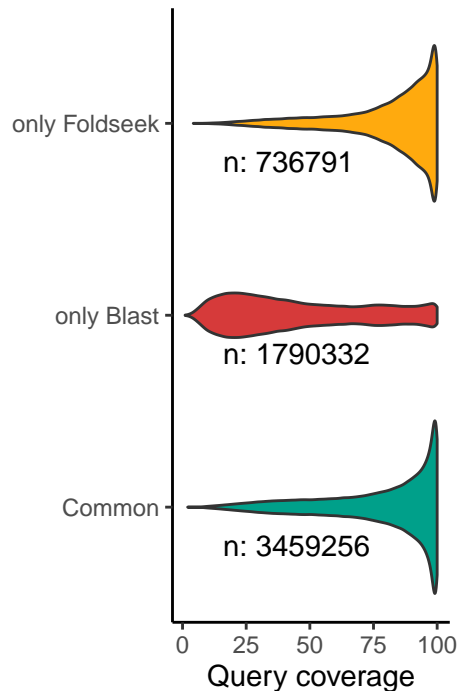 only Foldseek
n: 736791
only Blast
n: 1790332
Common
n: 3459256
0 25 50 75 100
Query coverage